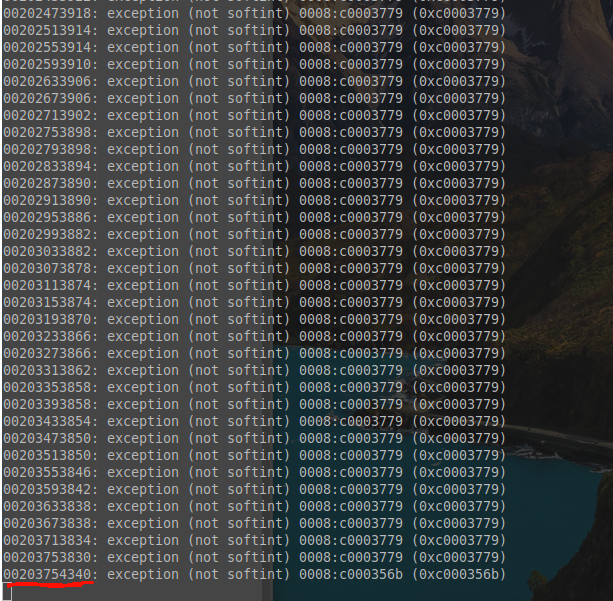 00202473918: exception (not softint) 0008:c0003779 (0xc0003779)
00202513914: exception (not softint) 0008:c0003779 (0xc0003779)
00202553914: exception (not softint) 0008:c0003779 (0xc0003779)
00202593910: exception (not softint) 0008:c0003779 (0xc0003779)
00202633906: exception (not softint) 0008:c0003779 (0xc0003779)
00202673906: exception (not softint) 0008:c0003779 (0xc0003779)
00202713902: exception (not softint) 0008:c0003779 (0xc0003779)
00202753898: exception (not softint) 0008:c0003779 (0xc0003779)
00202793898: exception (not softint) 0008:c0003779 (0xc0003779)
00202833894: exception (not softint) 0008:c0003779 (0xc0003779)
00202873890: exception (not softint) 0008:c0003779 (0xc0003779)
00202913890: exception (not softint) 0008:c0003779 (0xc0003779)
00202953886: exception (not softint) 0008:c0003779 (0xc0003779)
00202993882: exception (not softint) 0008:c0003779 (0xc0003779)
00203033882: exception (not softint) 0008:c0003779 (0xc0003779)
00203073878: exception (not softint) 0008:c0003779 (0xc0003779)
00203113874: exception (not softint) 0008:c0003779 (0xc0003779)
00203153874: exception (not softint) 0008:c0003779 (0xc0003779)
00203193870: exception (not softint) 0008:c0003779 (0xc0003779)
00203233866: exception (not softint) 0008:c0003779 (0xc0003779)
00203273866: exception (not softint) 0008:c0003779 (0xc0003779)
00203313862: exception (not softint) 0008:c0003779 (0xc0003779)
00203353858: exception (not softint) 0008:c0003779 (0xc0003779)
00203393858: exception (not softint) 0008:c0003779 (0xc0003779)
00203433854: exception (not softint) 0008:c0003779 (0xc0003779)
00203473850: exception (not softint) 0008:c0003779 (0xc0003779)
00203513850: exception (not softint) 0008:c0003779 (0xc0003779)
00203553846: exception (not softint) 0008:c0003779 (0xc0003779)
00203593842: exception (not softint) 0008:c0003779 (0xc0003779)
00203633838: exception (not softint) 0008:c0003779 (0xc0003779)
00203673838: exception (not softint) 0008:c0003779 (0xc0003779)
00203713834: exception (not softint) 0008:c0003779 (0xc0003779)
00203753830: exception (not softint) 0008:c0003779 (0xc0003779)
00203754340: exception (not softint) 0008:c000356b (0xc000356b)